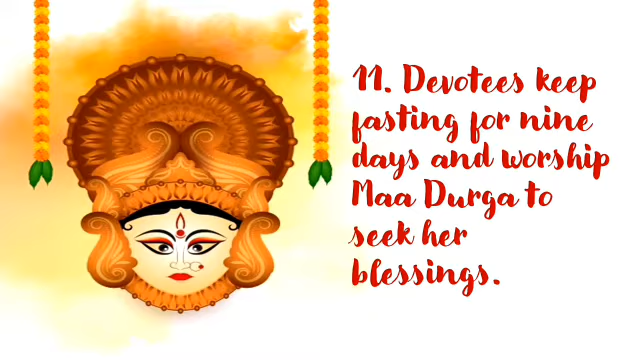 11. Devotees keep
fasting for nine
days and worship
Maa Durga to
seek her
blessings.